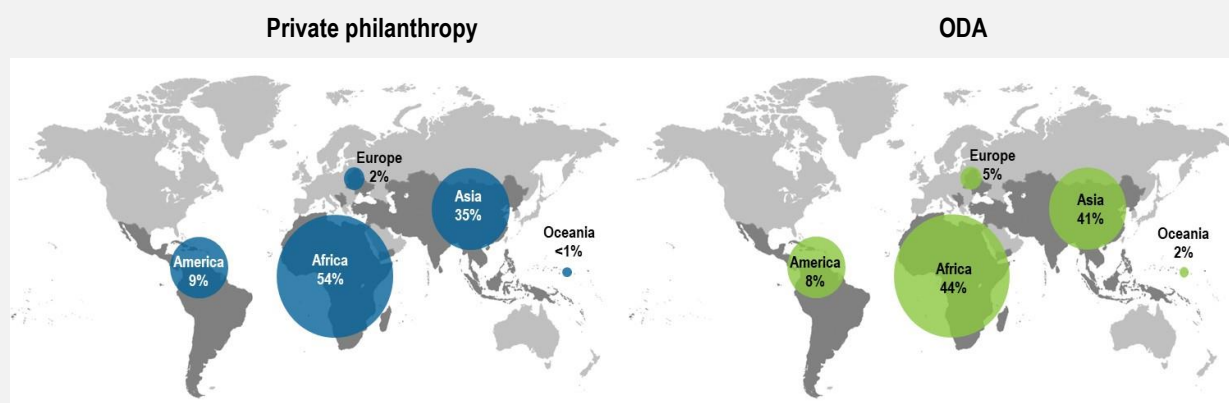 Private philanthropy
Europe
2%
Asia
35%
Oceania
<1%
America
9%
Africa
54%
ODA
Europe
5%
Asia
41%
Oceania
2%
America
8%
Africa
44%